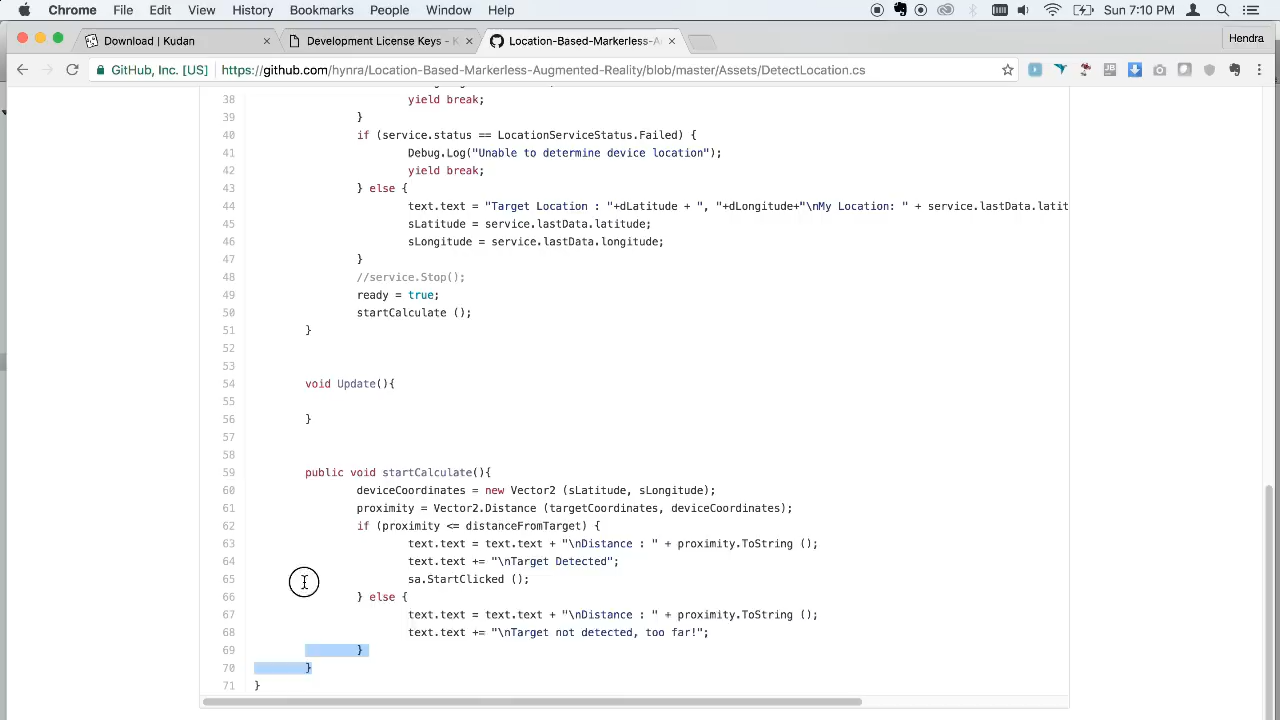 Chrome File Edit View History Bookmarks People Window Help Sun 7:10 PM
Download | Kudan Development License Keys - K Location-Based-Markerless-A Hendra
GitHub, Inc. [US] https://github.com/hynra/Location-Based-Markerless-Augmented-Reality/blob/master/Assets/DetectLocation.cs
38 yield break;
39 }
40 if (service.status == LocationServiceStatus.Failed) {
41 Debug.Log("Unable to determine device location");
42 yield break;
43 } else {
44 text.text = "Target Location : "+dLatitude + ", "+dLongitude+"\nMy Location: " + service.lastData.latit
45 sLatitude = service.lastData.latitude;
46 sLongitude = service.lastData.longitude;
47 }
48 //service.Stop();
49 ready = true;
50 startCalculate ();
51 }
52
53
54 void Update(){
55
56 }
57
58
59 public void startCalculate(){
60 deviceCoordinates = new Vector2 (sLatitude, sLongitude);
61 proximity = Vector2.Distance (targetCoordinates, deviceCoordinates);
62 if (proximity <= distanceFromTarget) {
63 text.text = text.text + "\nDistance : " + proximity.ToString ();
64 text.text += "\nTarget Detected";
65 sa.StartClicked ();
66 } else {
67 text.text = text.text + "\nDistance : " + proximity.ToString ();
68 text.text += "\nTarget not detected, too far!";
69 }
70 }
71 }